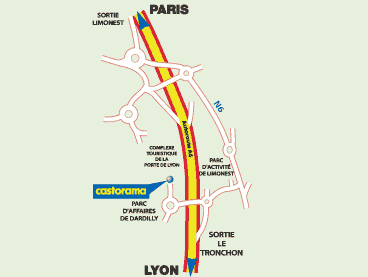 PARIS
SORTIE
LIMONEST
N6
Autoroute A6
COMPLEXE
TOURISTIQUE
DE LA
PORTE DE LYON
PARC
D'ACTIVITÉ
DE LIMONEST
castorama
PARC
D'AFFAIRES
DE DARDILLY
SORTIE
LE
TRONCHON
LYON